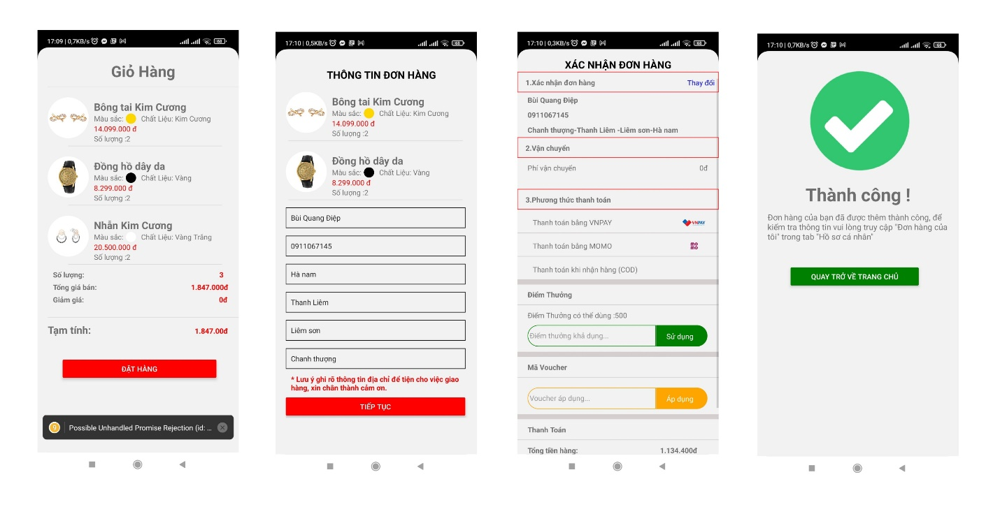 17:09 | 0,7KB/s
68
Giỏ Hàng
Bông tai Kim Cương
Màu sắc: Chất Liệu: Kim Cương
14.099.000 đ
Số lượng :2
Đồng hồ dây da
Màu sắc: Chất Liệu: Vàng
8.299.000 đ
Số lượng :2
Nhẫn Kim Cương
Màu sắc: Chất Liệu: Vàng Trắng
20.500.000 đ
Số lượng :2
Số lượng: 3
Tổng giá bán: 1.847.000đ
Giảm giá: 0đ
Tạm tính: 1.847.00đ
ĐẶT HÀNG
9 Possible Unhandled Promise Rejection (id: ...
17:10 | 0,5KB/s
68
THÔNG TIN ĐƠN HÀNG
Bông tai Kim Cương
Màu sắc: Chất Liệu: Kim Cương
14.099.000 đ
Số lượng :2
Đồng hồ dây da
Màu sắc: Chất Liệu: Vàng
8.299.000 đ
Số lượng :2
Bùi Quang Điệp
0911067145
Hà nam
Thanh Liêm
Liêm sơn
Chanh thượng
* Lưu ý ghi rõ thông tin địa chỉ để tiện cho việc giao
hàng, xin chân thành cảm ơn.
TIẾP TỤC
17:10 | 0,3KB/s
68
XÁC NHẬN ĐƠN HÀNG
1.Xác nhận đơn hàng Thay đổi
Bùi Quang Điệp
0911067145
Chanh thượng-Thanh Liêm -Liêm sơn-Hà nam
2.Vận chuyển
Phí vận chuyển 0đ
3.Phương thức thanh toán
Thanh toán bằng VNPAY VNPAY
Thanh toán bằng MOMO mo
mo
Thanh toán khi nhận hàng (COD)
Điểm Thưởng
Điểm Thưởng có thể dùng :500
Điểm thưởng khả dụng... Sử dụng
Mã Voucher
Voucher áp dụng... Áp dụng
Thanh Toán
Tổng tiền hàng: 1.134.400đ
17:10 | 0,7KB/s
68
Thành công !
Đơn hàng của bạn đã được thêm thành công, để
kiểm tra thông tin vui lòng truy cập "Đơn hàng của
tôi" trong tab "Hồ sơ cá nhân"
QUAY TRỞ VỀ TRANG CHỦ